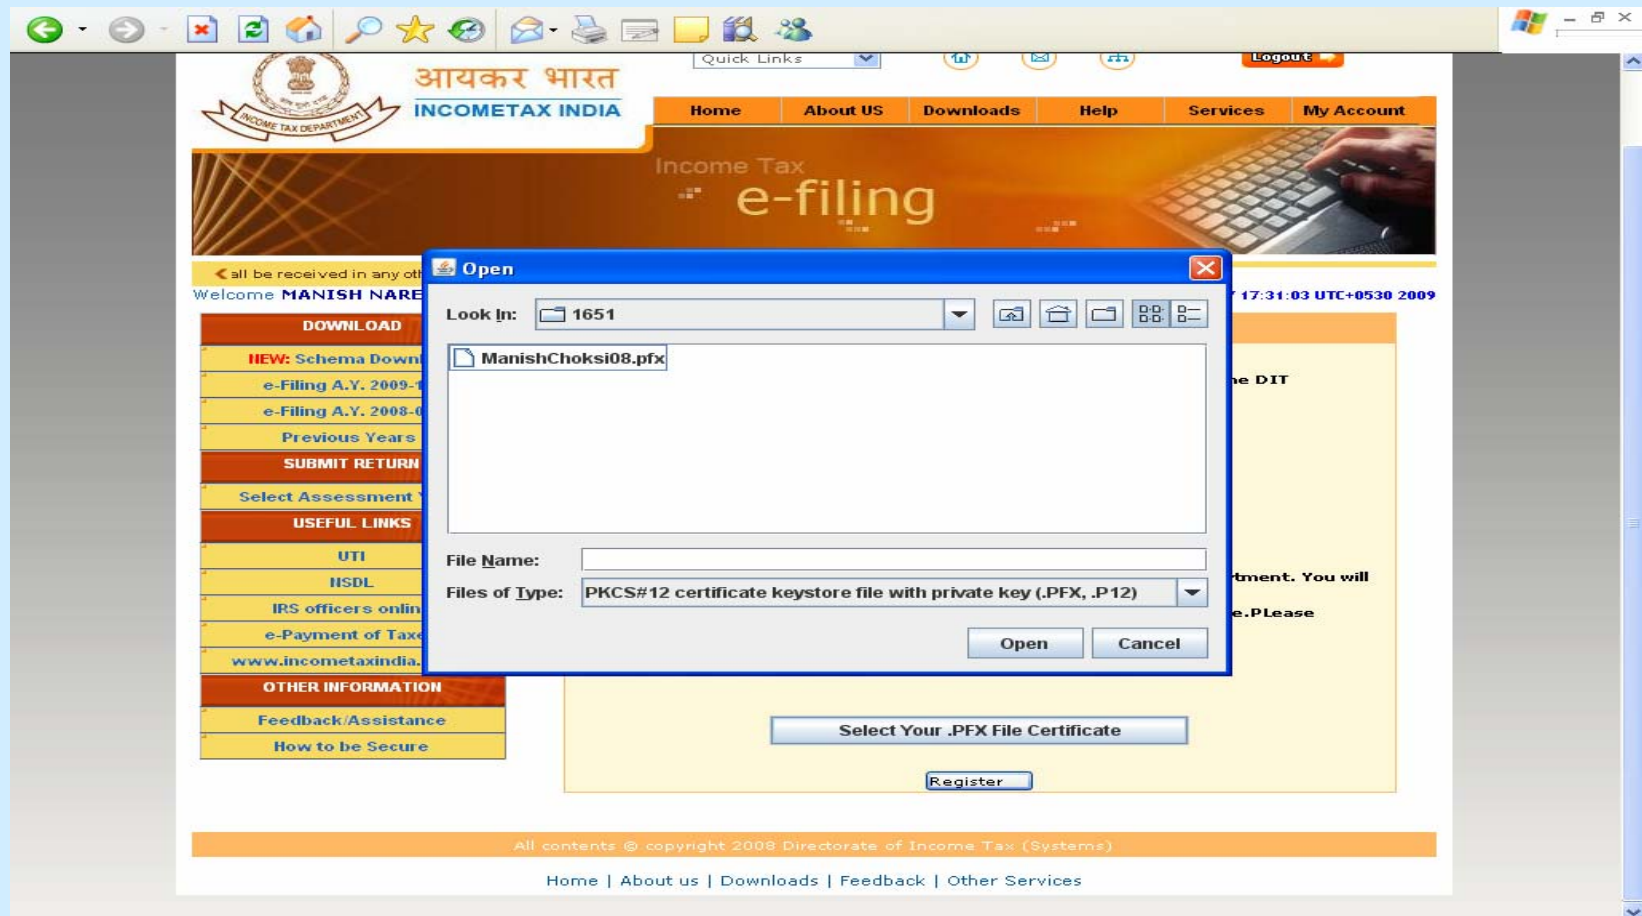 Quick Links
Logout
आयकर भारत
INCOMETAX INDIA
INCOME TAX DEPARTMENT
Home About US Downloads Help Services My Account
Income Tax
e-filing
all be received in any oth
Welcome MANISH NARE
17:31:03 UTC+0530 2009
Open
Look In: 1651
ManishChoksi08.pfx
File Name:
Files of Type: PKCS#12 certificate keystore file with private key (.PFX, .P12)
Open Cancel
DOWNLOAD
NEW: Schema Downl
e-Filing A.Y. 2009-1
e-Filing A.Y. 2008-0
Previous Years
SUBMIT RETURN
Select Assessment
USEFUL LINKS
UTI
NSDL
IRS officers onlin
e-Payment of Taxe
www.incometaxindia.
OTHER INFORMATION
Feedback/Assistance
How to be Secure
he DIT
tment. You will
e.PLease
Select Your .PFX File Certificate
Register
All contents © copyright 2008 Directorate of Income Tax (Systems)
Home | About us | Downloads | Feedback | Other Services